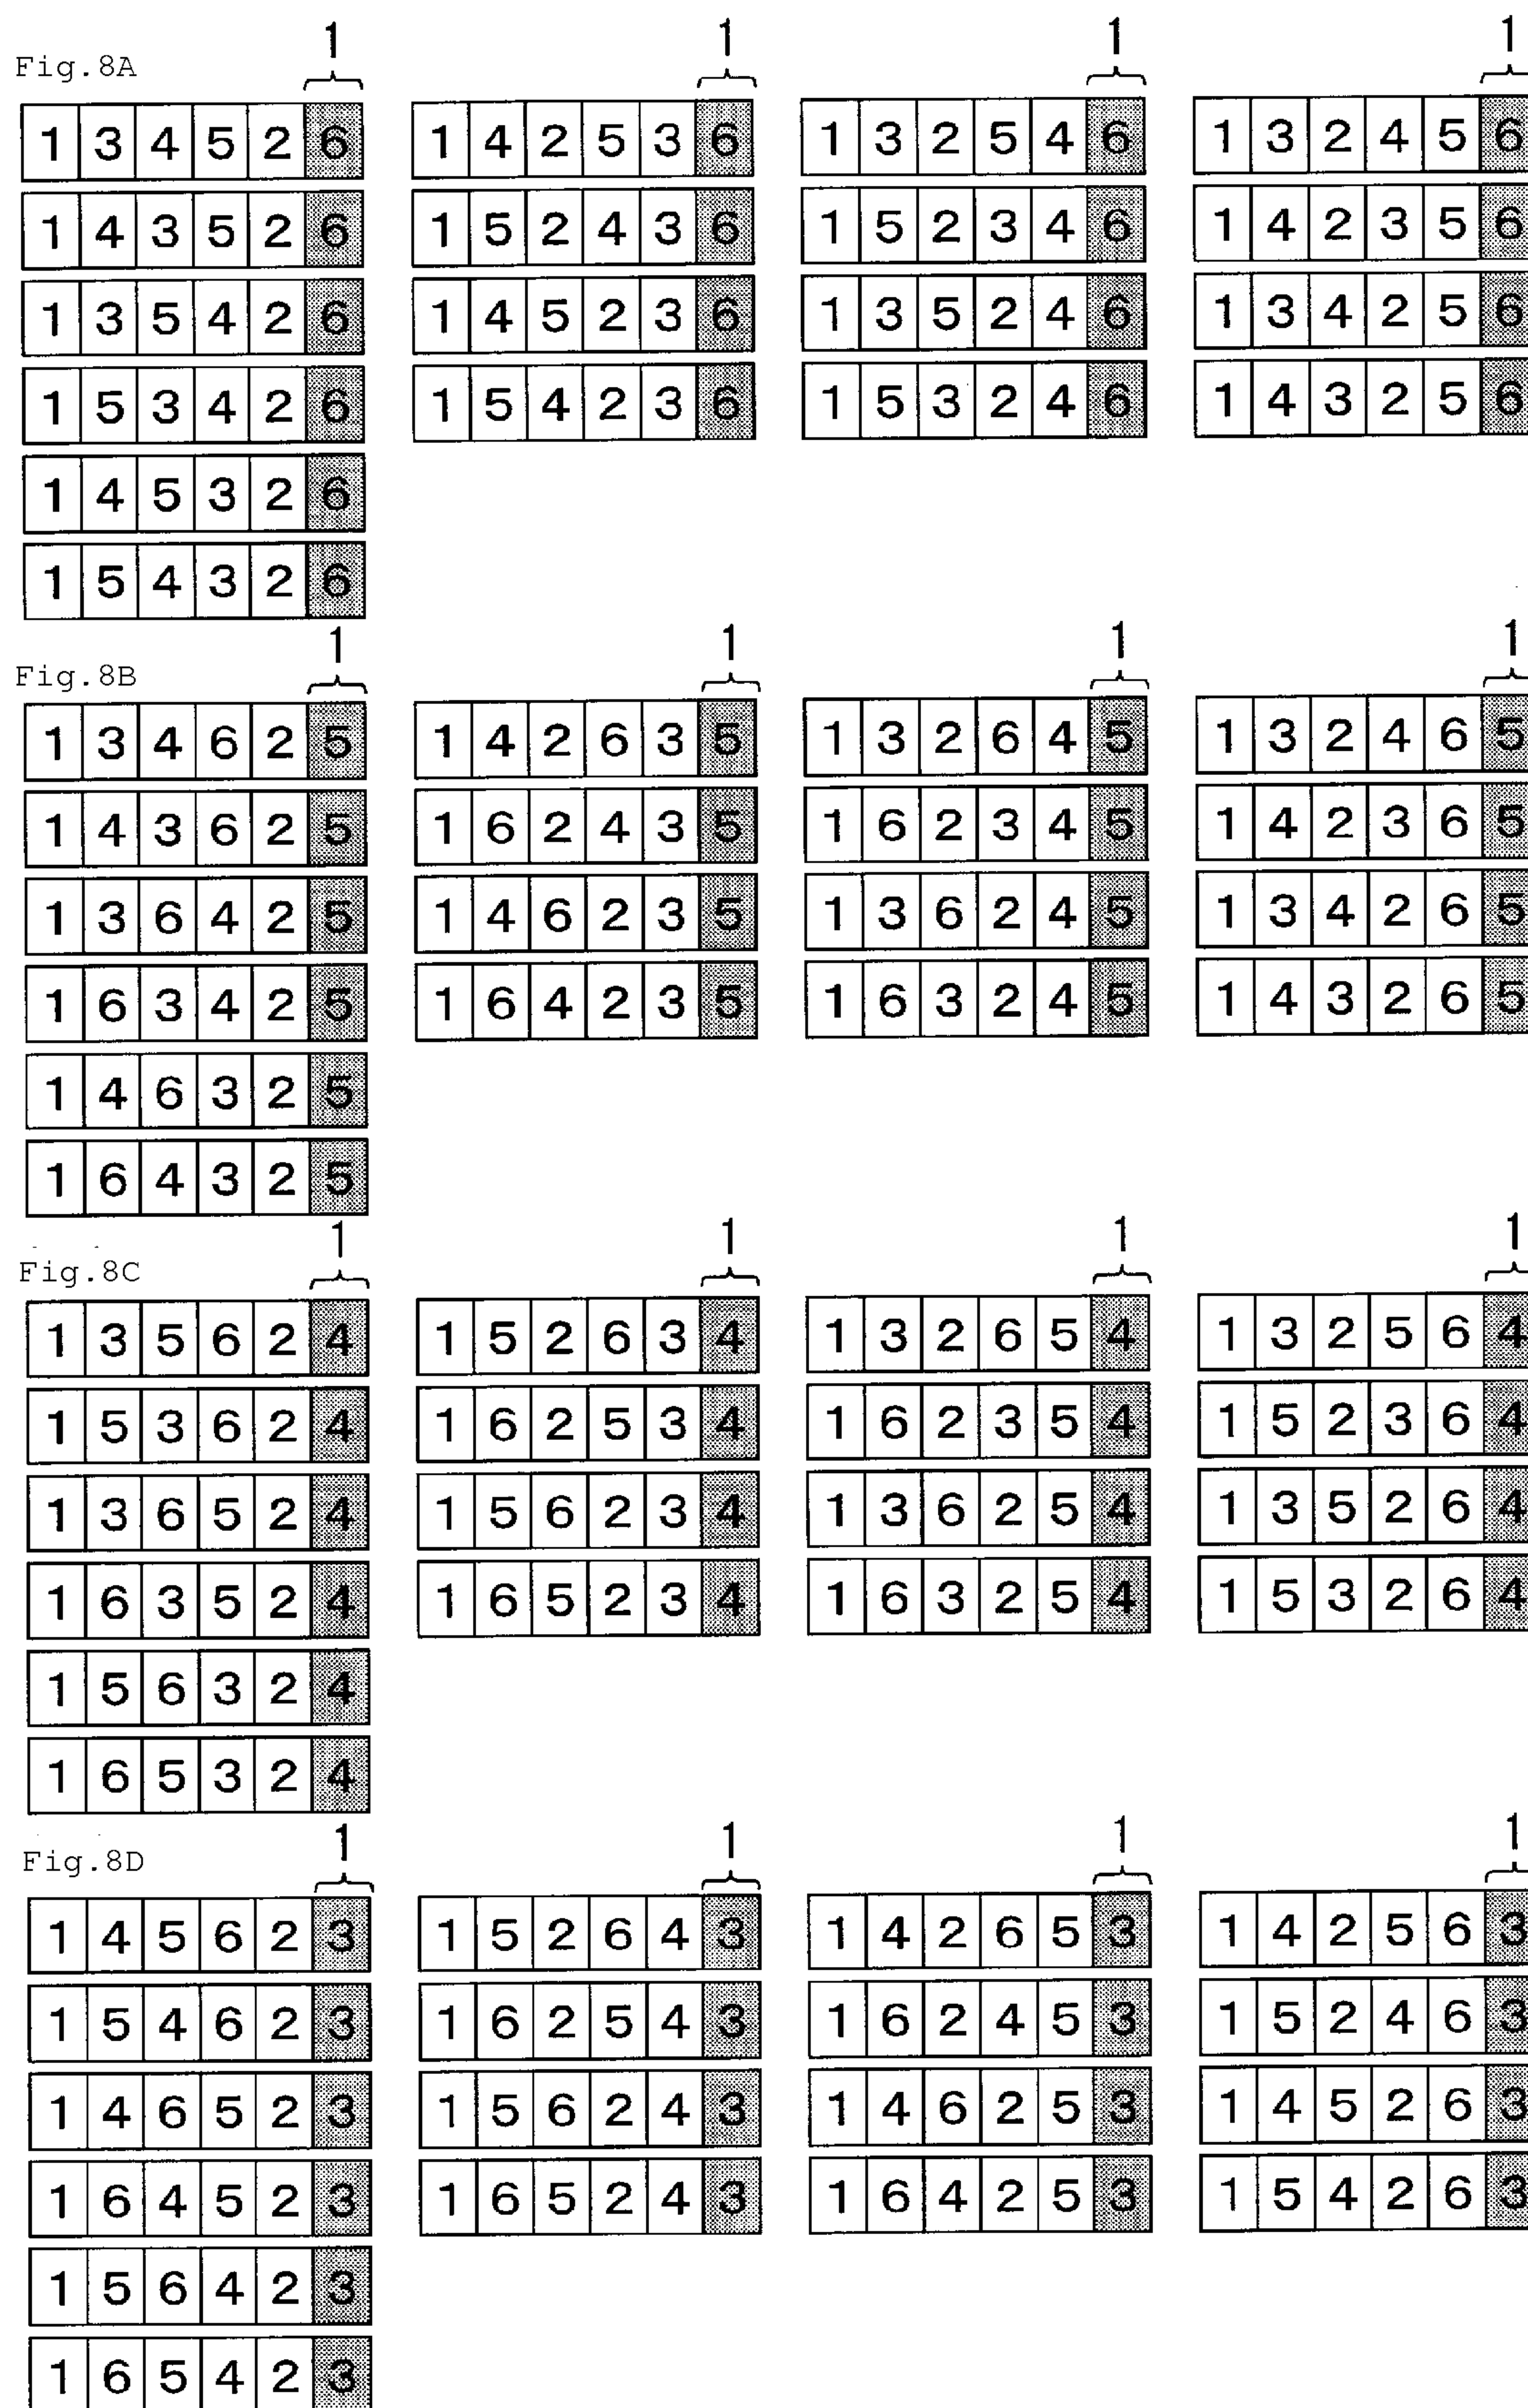 1 1 1 1
Fig.8A
1 3 4 5 2 6 1 4 2 5 3 6 1 3 2 5 4 6 1 3 2 4 5 6
1 4 3 5 2 6 1 5 2 4 3 6 1 5 2 3 4 6 1 4 2 3 5 6
1 3 5 4 2 6 1 4 5 2 3 6 1 3 5 2 4 6 1 3 4 2 5 6
1 5 3 4 2 6 1 5 4 2 3 6 1 5 3 2 4 6 1 4 3 2 5 6
1 4 5 3 2 6
1 5 4 3 2 6
1 1 1 1
Fig.8B
1 3 4 6 2 5 1 4 2 6 3 5 1 3 2 6 4 5 1 3 2 4 6 5
1 4 3 6 2 5 1 6 2 4 3 5 1 6 2 3 4 5 1 4 2 3 6 5
1 3 6 4 2 5 1 4 6 2 3 5 1 3 6 2 4 5 1 3 4 2 6 5
1 6 3 4 2 5 1 6 4 2 3 5 1 6 3 2 4 5 1 4 3 2 6 5
1 4 6 3 2 5
1 6 4 3 2 5
1 1 1 1
Fig.8C
1 3 5 6 2 4 1 5 2 6 3 4 1 3 2 6 5 4 1 3 2 5 6 4
1 5 3 6 2 4 1 6 2 5 3 4 1 6 2 3 5 4 1 5 2 3 6 4
1 3 6 5 2 4 1 5 6 2 3 4 1 3 6 2 5 4 1 3 5 2 6 4
1 6 3 5 2 4 1 6 5 2 3 4 1 6 3 2 5 4 1 5 3 2 6 4
1 5 6 3 2 4
1 6 5 3 2 4
1 1 1 1
Fig.8D
1 4 5 6 2 3 1 5 2 6 4 3 1 4 2 6 5 3 1 4 2 5 6 3
1 5 4 6 2 3 1 6 2 5 4 3 1 6 2 4 5 3 1 5 2 4 6 3
1 4 6 5 2 3 1 5 6 2 4 3 1 4 6 2 5 3 1 4 5 2 6 3
1 6 4 5 2 3 1 6 5 2 4 3 1 6 4 2 5 3 1 5 4 2 6 3
1 5 6 4 2 3
1 6 5 4 2 3